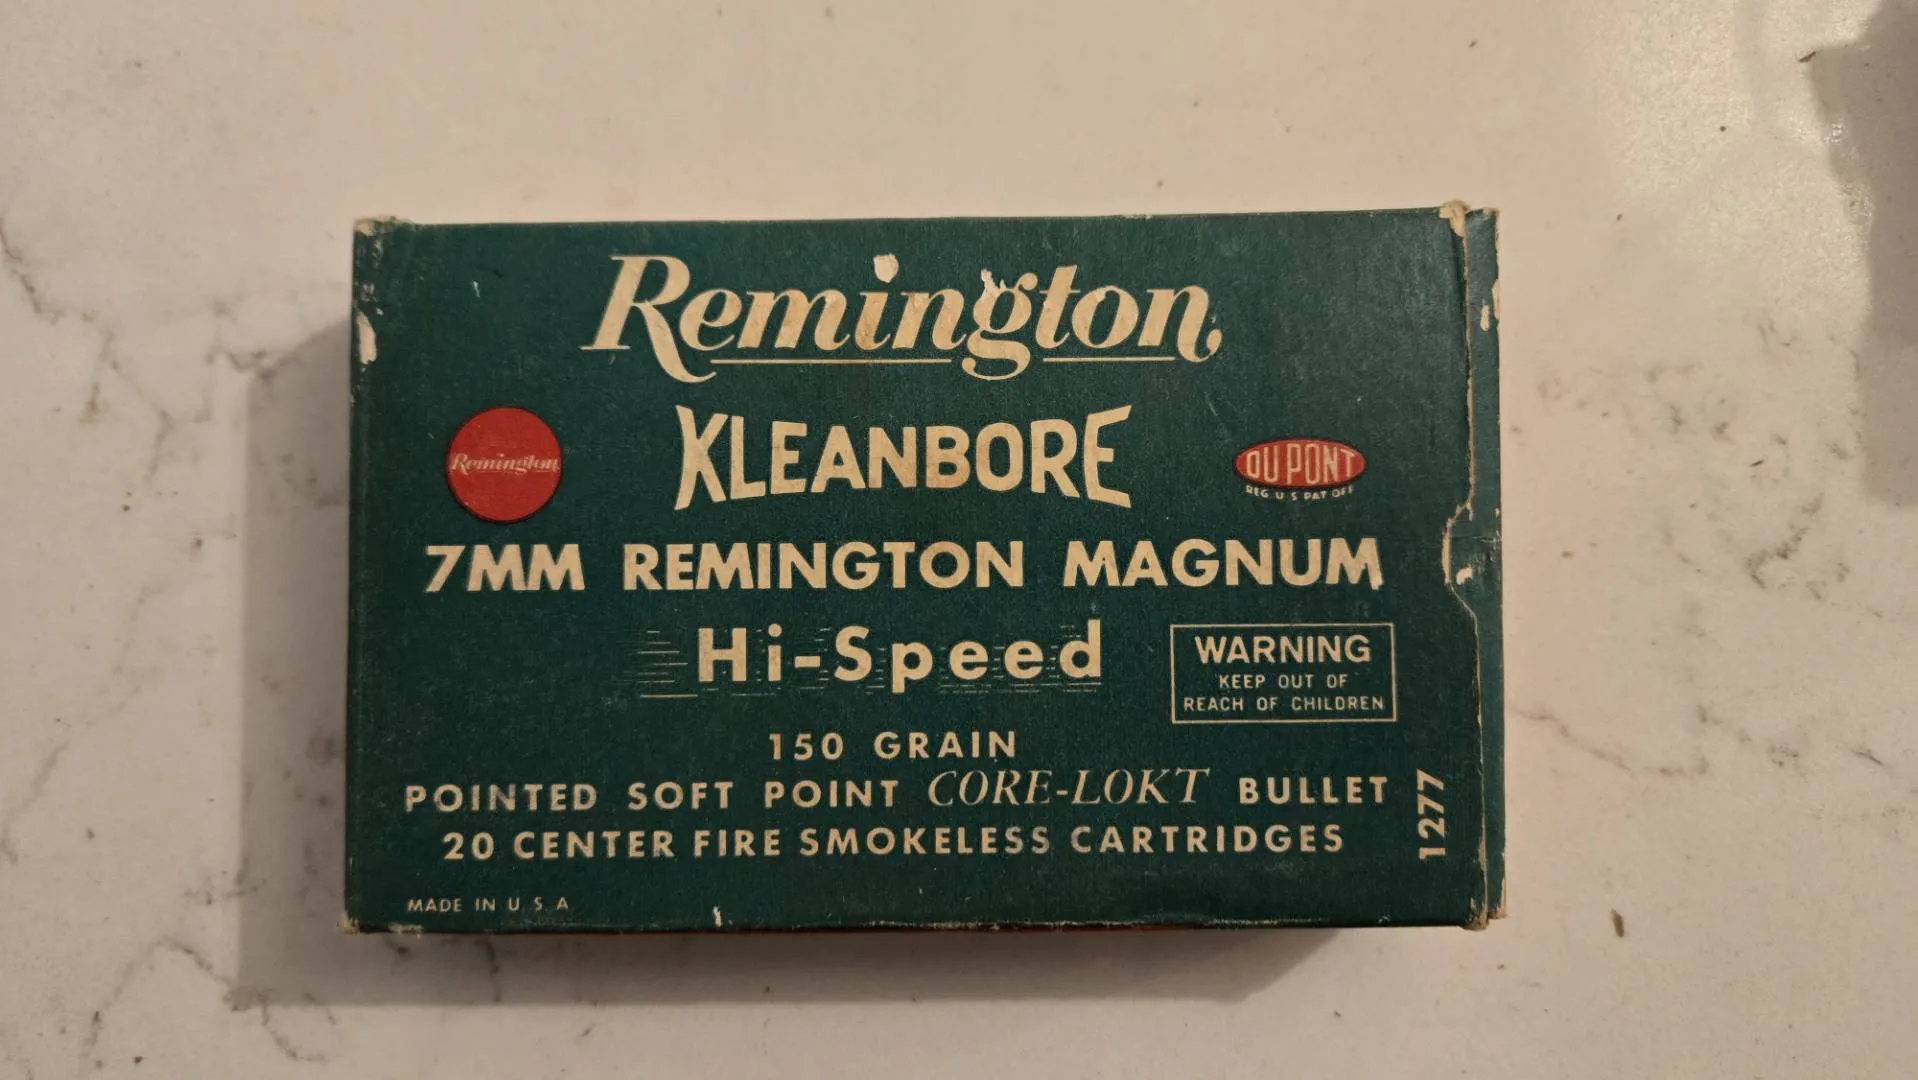 Remington
KLEANBORE
Remington
DU PONT
REG U S PAT OFF
7MM REMINGTON MAGNUM
Hi-Speed
WARNING
KEEP OUT OF
REACH OF CHILDREN
150 GRAIN
POINTED SOFT POINT CORE-LOKT BULLET
20 CENTER FIRE SMOKELESS CARTRIDGES
1277
MADE IN U. S. A